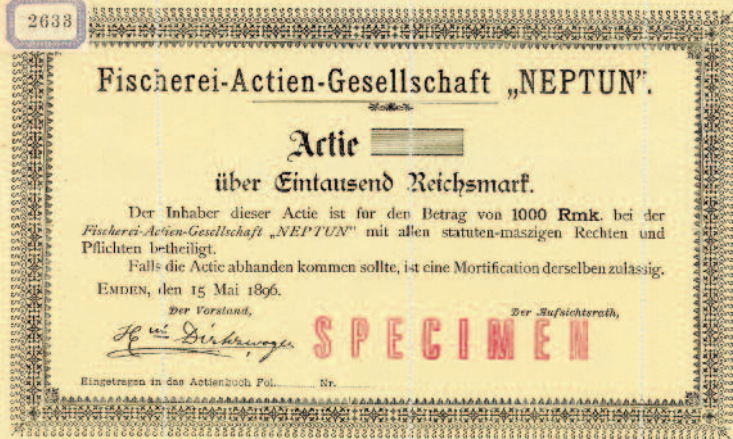 2633
Fischerei-Actien-Gesellschaft „NEPTUN”.
Actie
über Eintausend Reichsmark.
Der Inhaber dieser Actie ist für den Betrag von 1000 Rmk. bei der
Fischerei-Actien-Gesellschaft „NEPTUN” mit allen statuten-maszigen Rechten und
Pflichten betheiligt.
Falls die Actie abhanden kommen sollte, ist eine Mortification derselben zulassig.
EMDEN, den 15 Mai 1896.
Der Vorstand, Der Aufsichtsrath,
SPECIMEN
Eingetragen in das Actienbuch Fol......... Nr.........